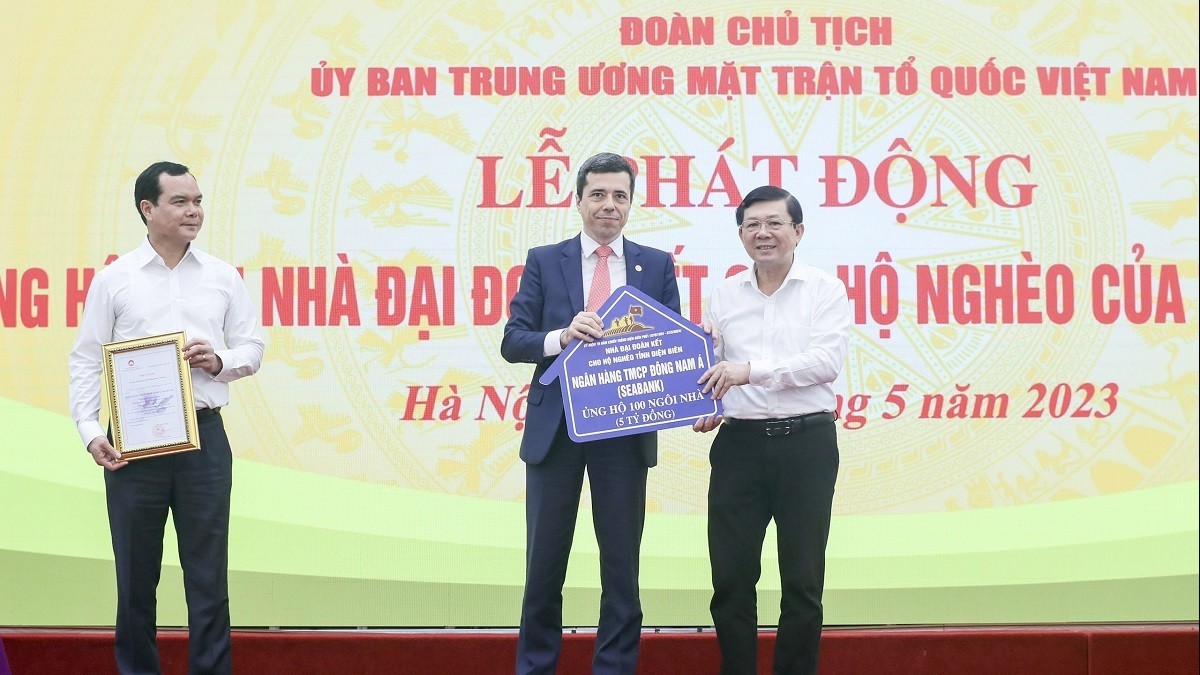 ĐOÀN CHỦ TỊCH
ỦY BAN TRUNG ƯƠNG MẶT TRẬN TỔ QUỐC VIỆT NAM
LỄ PHÁT ĐỘNG
NG NHÀ ĐẠI HỘ NGHÈO CỦA
Hà 5 năm 2023
NHÀ ĐẠI ĐOÀN KẾT
CHO HỘ NGHÈO TỈNH ĐIỆN BIÊN
NGÂN HÀNG TMCP ĐÔNG NAM Á
(SEABANK)
ỦNG HỘ 100 NGÔI NHÀ
(5 TỶ ĐỒNG)